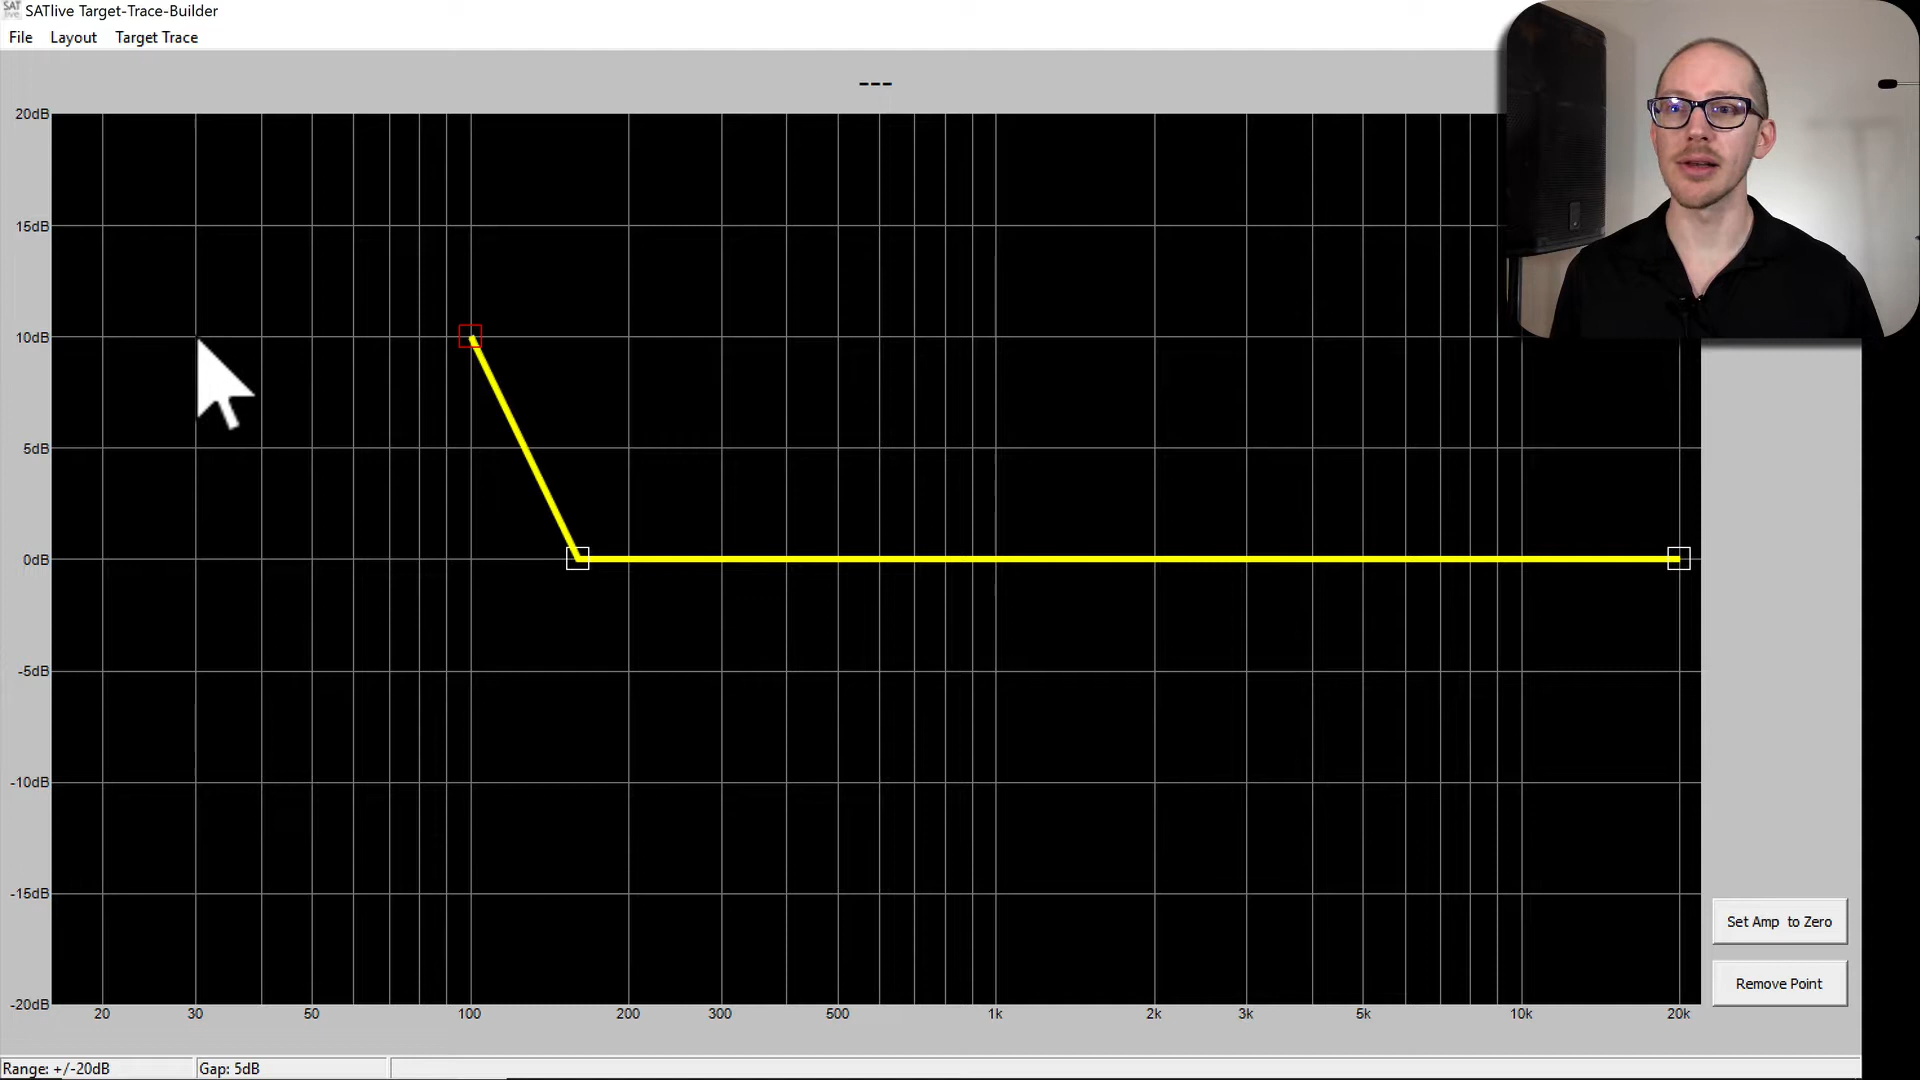 SAT live SATlive Target-Trace-Builder
File Layout Target Trace
---
20dB
15dB
10dB
5dB
0dB
-5dB
-10dB
-15dB
-20dB
20 30 50 100 200 300 500 1k 2k 3k 5k 10k 20k
Set Amp to Zero
Remove Point
Range: +/-20dB Gap: 5dB